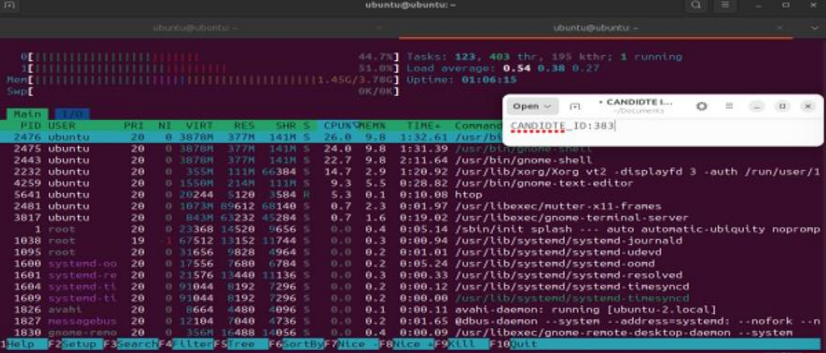 ubuntu@ubuntu: ~
ubuntu@ubuntu: ~
ubuntu@ubuntu: ~
0[ 44.7%] Tasks: 123, 403 thr, 195 kthr; 1 running
1[ 51.0%] Load average: 0.54 0.38 0.27
Mem[ 1.45G/3.78G] Uptime: 01:06:15
Swp[ 0K/0K]
Open
• CANDIDTE I...
~/Documents
CANDIDTE_IO:383
Main I/O
PID USER PRI NI VIRT RES SHR S CPU%▽MEM% TIME+ Command
2476 ubuntu 20 0 3878M 377M 141M S 26.0 9.8 1:32.61 /usr/bi
2475 ubuntu 20 0 3878M 377M 141M S 24.0 9.8 1:31.39 /usr/bin/gnome-shell
2443 ubuntu 20 0 3878M 377M 141M S 22.7 9.8 2:11.64 /usr/bin/gnome-shell
2232 ubuntu 20 0 355M 111M 66384 S 14.7 2.9 1:20.92 /usr/lib/xorg/Xorg vt2 -displayfd 3 -auth /run/user/1
4259 ubuntu 20 0 1550M 214M 111M S 9.3 5.5 0:28.82 /usr/bin/gnome-text-editor
5641 ubuntu 20 0 20244 5120 3584 R 5.3 0.1 0:10.08 htop
2481 ubuntu 20 0 1073M 89612 68140 S 0.7 2.3 0:01.97 /usr/libexec/mutter-x11-frames
3817 ubuntu 20 0 843M 63232 45284 S 0.7 1.6 0:19.02 /usr/libexec/gnome-terminal-server
1 root 20 0 23368 14520 9656 S 0.0 0.4 0:05.14 /sbin/init splash --- auto automatic-ubiquity nopromp
1038 root 19 -1 67512 13152 11744 S 0.0 0.3 0:00.94 /usr/lib/systemd/systemd-journald
1095 root 20 0 31656 9828 4964 S 0.0 0.2 0:01.01 /usr/lib/systemd/systemd-udevd
1600 systemd-oo 20 0 17556 7680 6784 S 0.0 0.2 0:05.24 /usr/lib/systemd/systemd-oomd
1601 systemd-re 20 0 21576 13440 11136 S 0.0 0.3 0:00.33 /usr/lib/systemd/systemd-resolved
1604 systemd-ti 20 0 91044 8192 7296 S 0.0 0.2 0:00.12 /usr/lib/systemd/systemd-timesyncd
1609 systemd-ti 20 0 91044 8192 7296 S 0.0 0.2 0:00.00 /usr/lib/systemd/systemd-timesyncd
1826 avahi 20 0 8664 4480 4096 S 0.0 0.1 0:00.11 avahi-daemon: running [ubuntu-2.local]
1827 messagebus 20 0 12104 7040 4736 S 0.0 0.2 0:01.65 @dbus-daemon --system --address=systemd: --nofork --n
1830 gnome-remo 20 0 356M 16488 14056 S 0.0 0.4 0:00.09 /usr/libexec/gnome-remote-desktop-daemon --system
1Help F2Setup F3SearchF4FilterF5Tree F6SortByF7Nice -F8Nice +F9Kill F10Quit